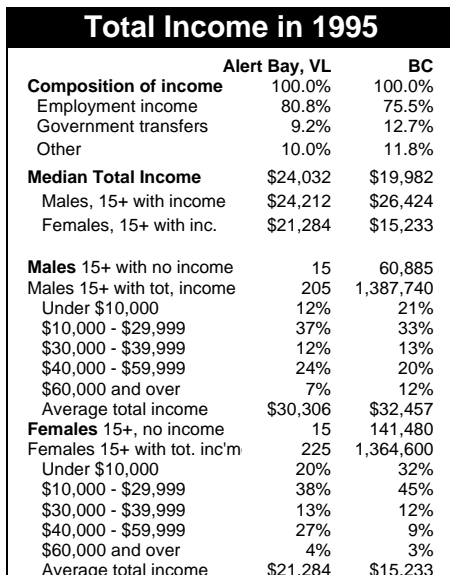 Total Income in 1995
Alert Bay, VL BC
Composition of income 100.0% 100.0%
Employment income 80.8% 75.5%
Government transfers 9.2% 12.7%
Other 10.0% 11.8%
Median Total Income $24,032 $19,982
Males, 15+ with income $24,212 $26,424
Females, 15+ with inc. $21,284 $15,233
Males 15+ with no income 15 60,885
Males 15+ with tot, income 205 1,387,740
Under $10,000 12% 21%
$10,000 - $29,999 37% 33%
$30,000 - $39,999 12% 13%
$40,000 - $59,999 24% 20%
$60,000 and over 7% 12%
Average total income $30,306 $32,457
Females 15+, no income 15 141,480
Females 15+ with tot. inc'm 225 1,364,600
Under $10,000 20% 32%
$10,000 - $29,999 38% 45%
$30,000 - $39,999 13% 12%
$40,000 - $59,999 27% 9%
$60,000 and over 4% 3%
Average total income $21,284 $15,233